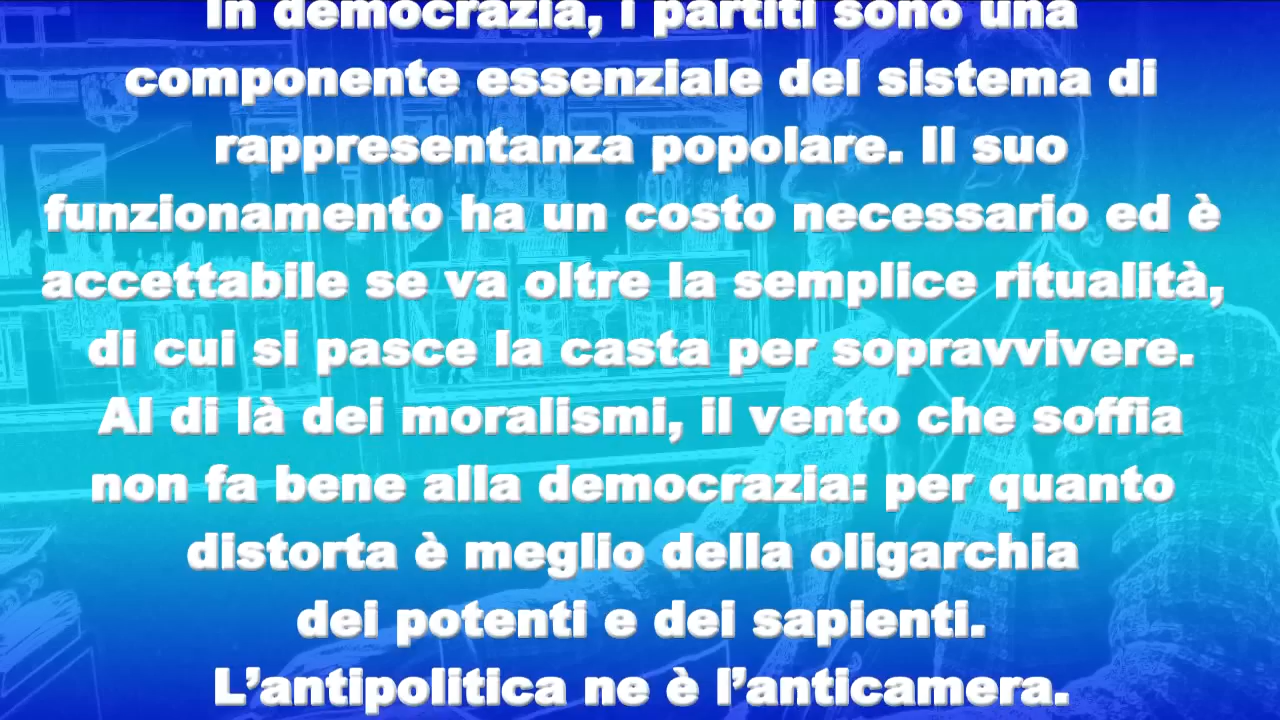 In democrazia, i partiti sono una
componente essenziale del sistema di
rappresentanza popolare. Il suo
funzionamento ha un costo necessario ed è
accettabile se va oltre la semplice ritualità,
di cui si pasce la casta per sopravvivere.
Al di là dei moralismi, il vento che soffia
non fa bene alla democrazia: per quanto
distorta è meglio della oligarchia
dei potenti e dei sapienti.
L’antipolitica ne è l’anticamera.